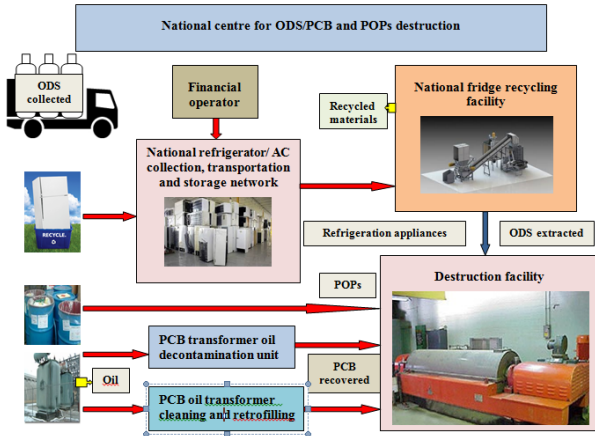 National centre for ODS/PCB and POPs destruction
ODS
collected
Financial
operator
National fridge recycling
facility
Recycled
materials
National refrigerator/ AC
collection, transportation
and storage network
RECYCLE.
O
Refrigeration appliances
ODS extracted
Destruction facility
POPs
PCB transformer oil
decontamination unit
PCB
recovered
Oil
PCB oil transformer
cleaning and retrofilling